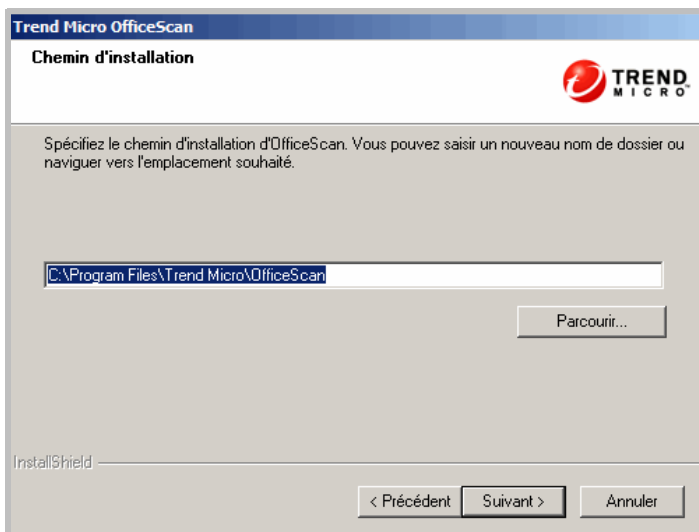 Trend Micro OfficeScan
Chemin d'installation
TREND
MICRO™
Spécifiez le chemin d'installation d'OfficeScan. Vous pouvez saisir un nouveau nom de dossier ou
naviguer vers l'emplacement souhaité.
C:\Program Files\Trend Micro\OfficeScan
Parcourir...
InstallShield
< Précédent Suivant > Annuler